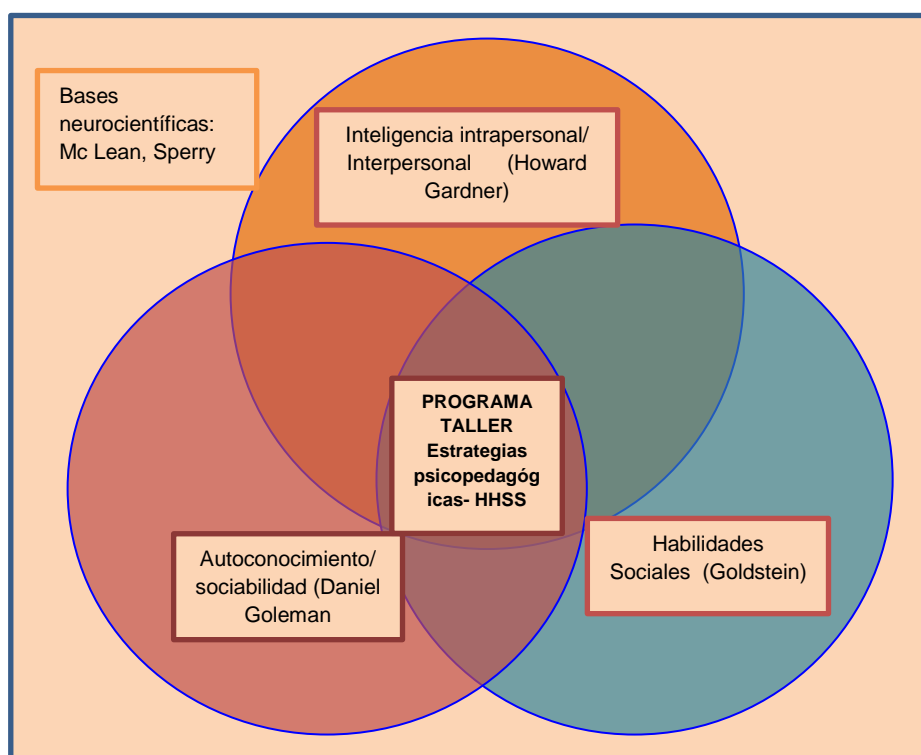 Bases
neurocientíficas:
Mc Lean, Sperry
Inteligencia intrapersonal/
Interpersonal (Howard
Gardner)
PROGRAMA
TALLER
Estrategias
psicopedagóg
icas- HHSS
Autoconocimiento/
sociabilidad (Daniel
Goleman
Habilidades
Sociales (Goldstein)